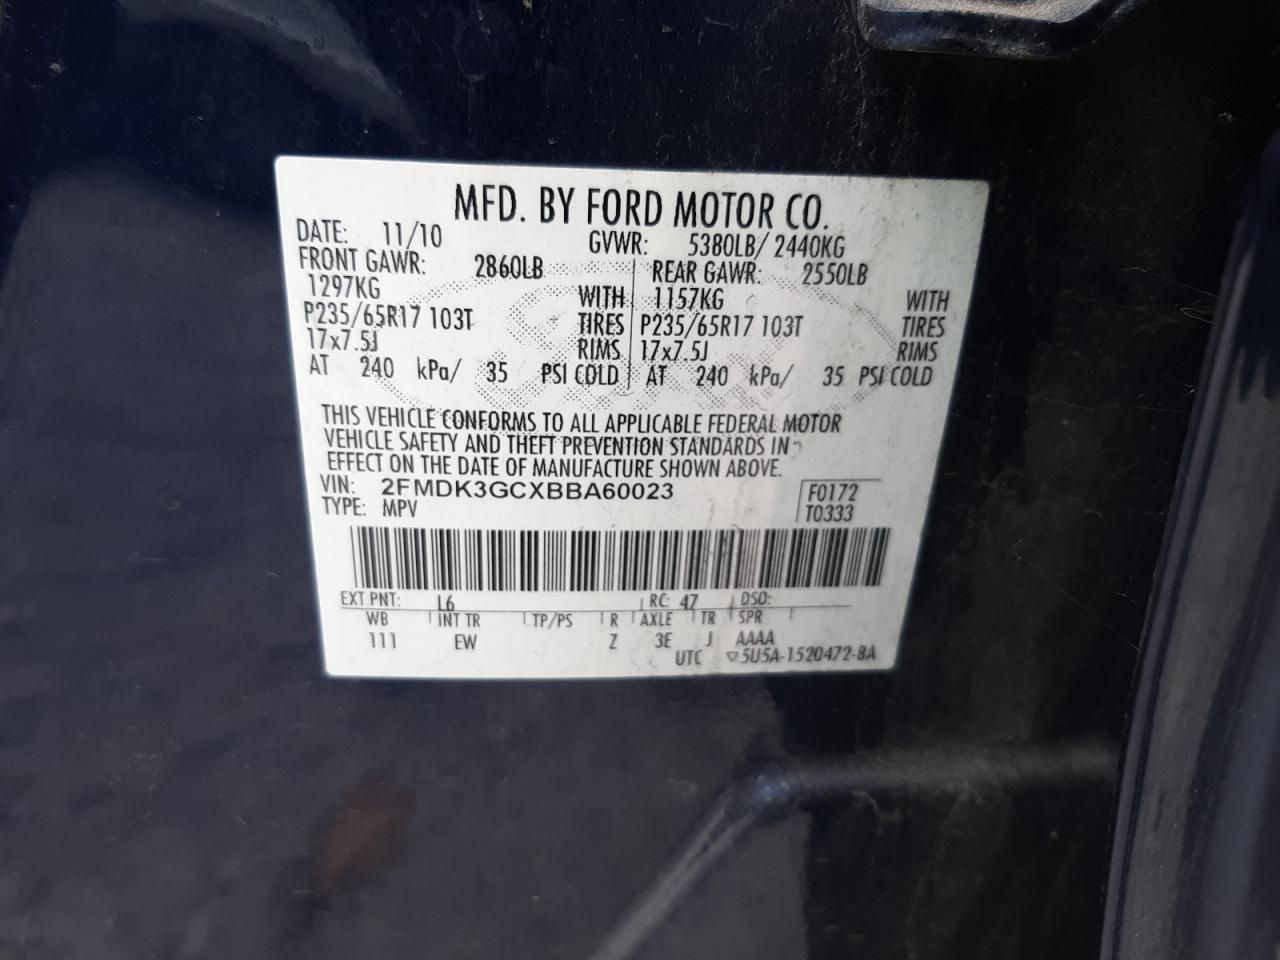 MFD. BY FORD MOTOR CO.
DATE: 11/10 GVWR: 5380LB/ 2440KG
FRONT GAWR: 2860LB REAR GAWR: 2550LB
1297KG WITH 1157KG WITH
P235/65R17 103T TIRES P235/65R17 103T TIRES
17x7.5J RIMS 17x7.5J RIMS
AT 240 kPa/ 35 PSI COLD AT 240 kPa/ 35 PSI COLD
THIS VEHICLE CONFORMS TO ALL APPLICABLE FEDERAL MOTOR
VEHICLE SAFETY AND THEFT PREVENTION STANDARDS IN
EFFECT ON THE DATE OF MANUFACTURE SHOWN ABOVE.
VIN: 2FMDK3GCXBBA60023 F0172
TYPE: MPV T0333
EXT PNT: L6 RC: 47 DSO:
WB INT TR TP/PS R AXLE TR SPR
111 EW Z 3E J AAAA
UTC ▽5U5A-1520472-BA